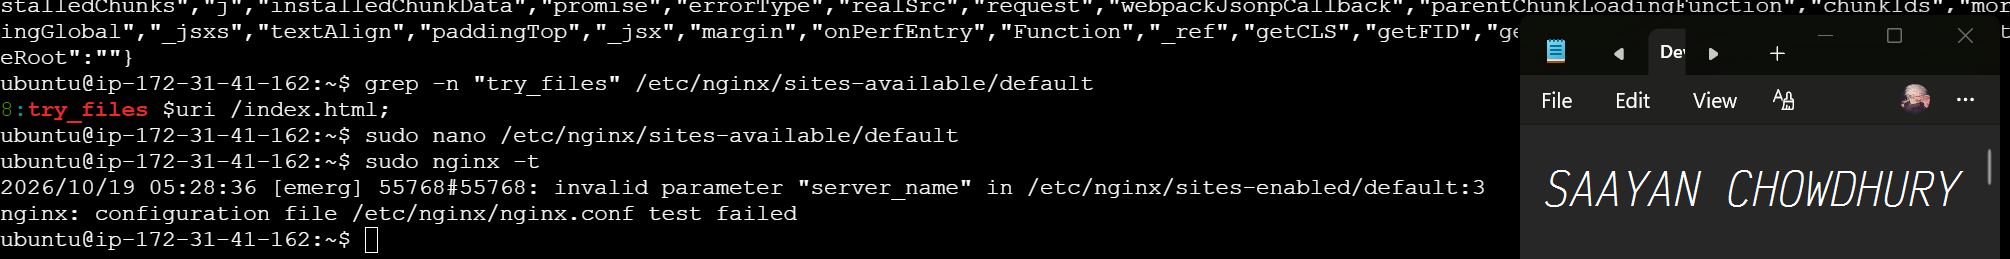 stalledChunks","j","installedChunkData","promise","errorType","realSrc","request","webpackJsonpCallback","parentChunkLoadingFunction","chunkIds","mor
ingGlobal","_jsxs","textAlign","paddingTop","_jsx","margin","onPerfEntry","Function","_ref","getCLS","getFID","ge
eRoot":""}
ubuntu@ip-172-31-41-162:~$ grep -n "try_files" /etc/nginx/sites-available/default
8:try_files $uri /index.html;
ubuntu@ip-172-31-41-162:~$ sudo nano /etc/nginx/sites-available/default
ubuntu@ip-172-31-41-162:~$ sudo nginx -t
2026/10/19 05:28:36 [emerg] 55768#55768: invalid parameter "server_name" in /etc/nginx/sites-enabled/default:3
nginx: configuration file /etc/nginx/nginx.conf test failed
ubuntu@ip-172-31-41-162:~$
De
File Edit View
SAAYAN CHOWDHURY